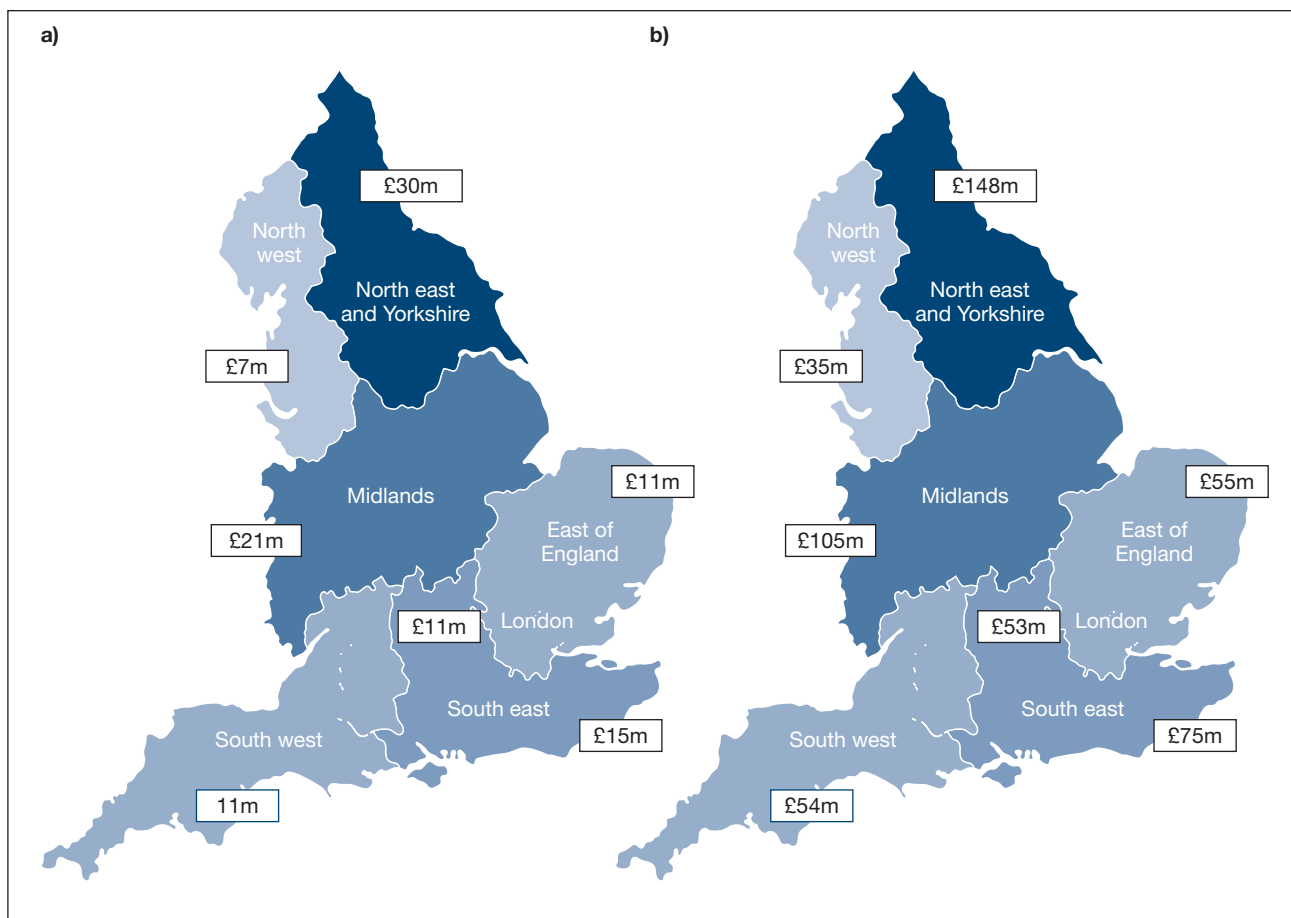 a)
£30m
North
west
North east
and Yorkshire
£7m
Midlands
£11m
£21m
East of
England
£11m
London
South east
£15m
South west
11m
b)
£148m
North
west
North east
and Yorkshire
£35m
Midlands
£55m
£105m
East of
England
£53m
London
South east
£75m
South west
£54m